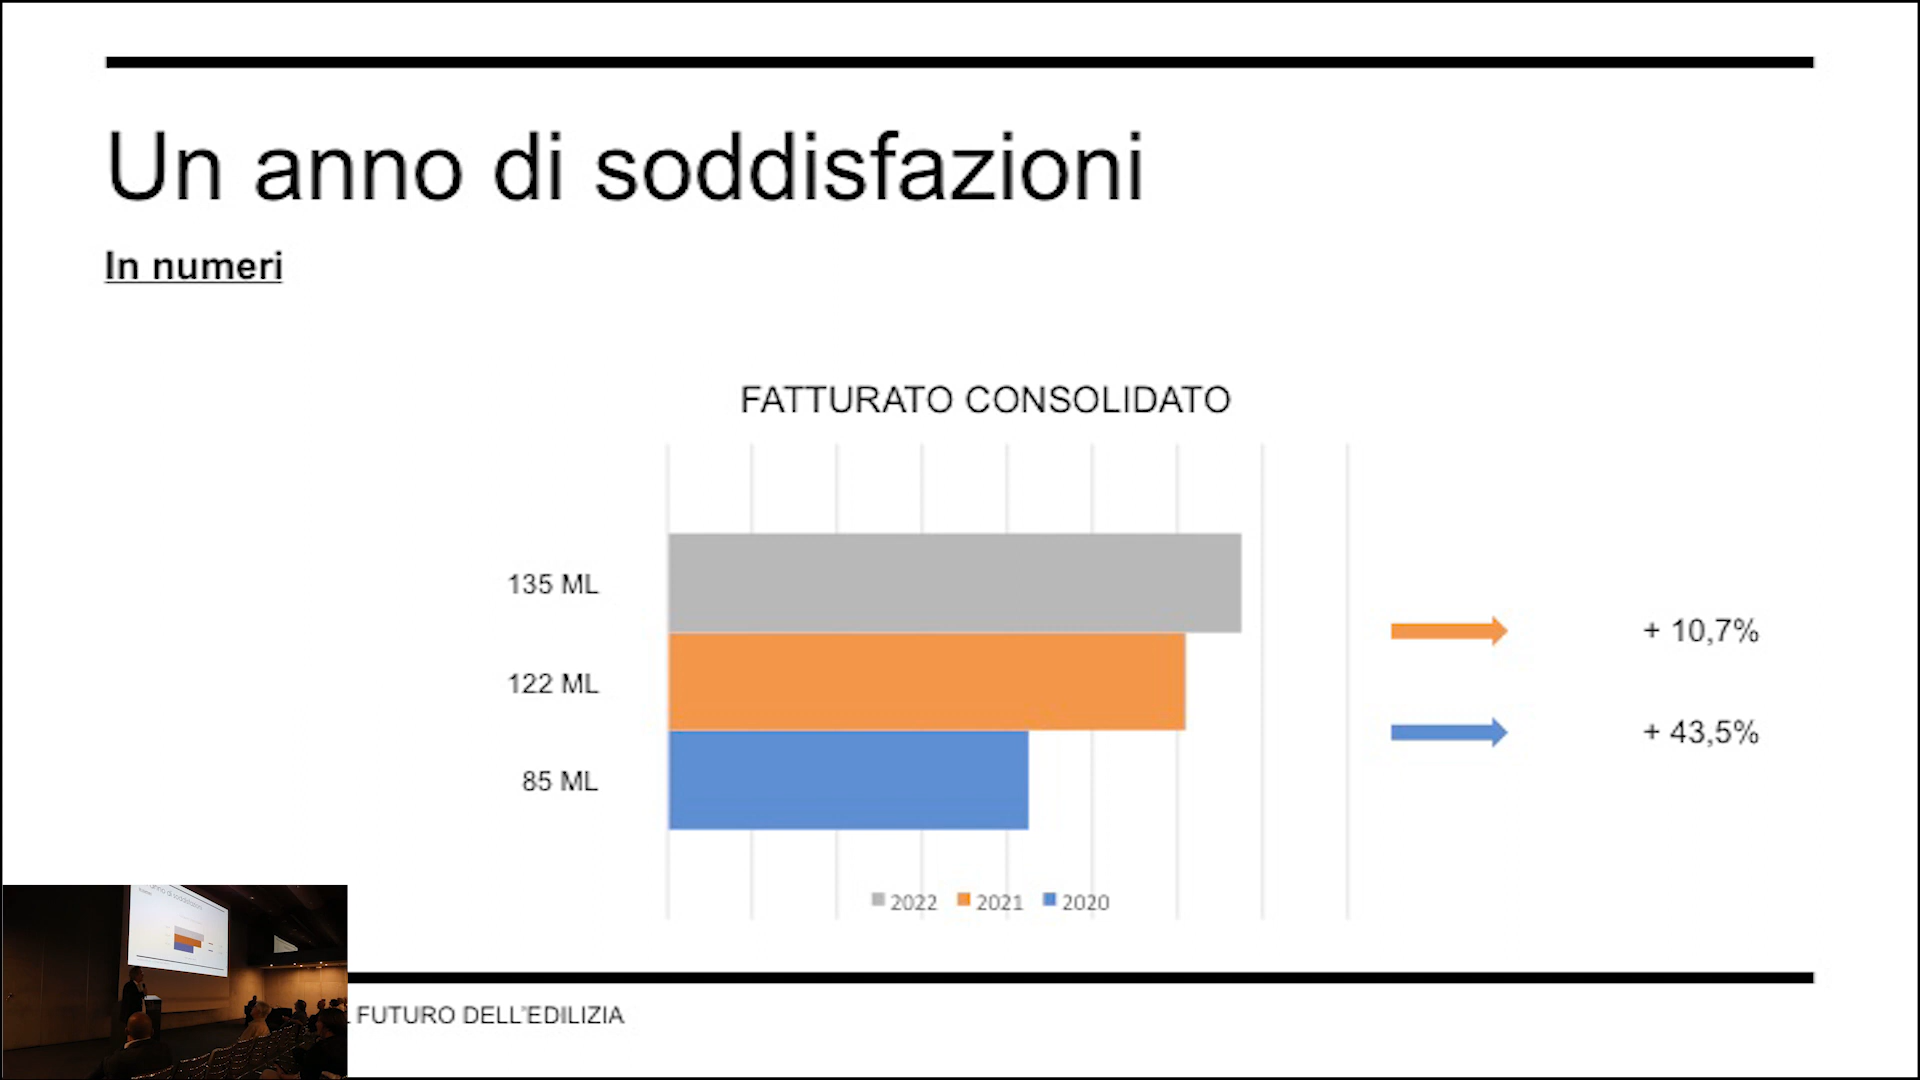 Un anno di soddisfazioni
In numeri
FATTURATO CONSOLIDATO
135 ML
122 ML
85 ML
+ 10,7%
+ 43,5%
2022 2021 2020
FUTURO DELL'EDILIZIA